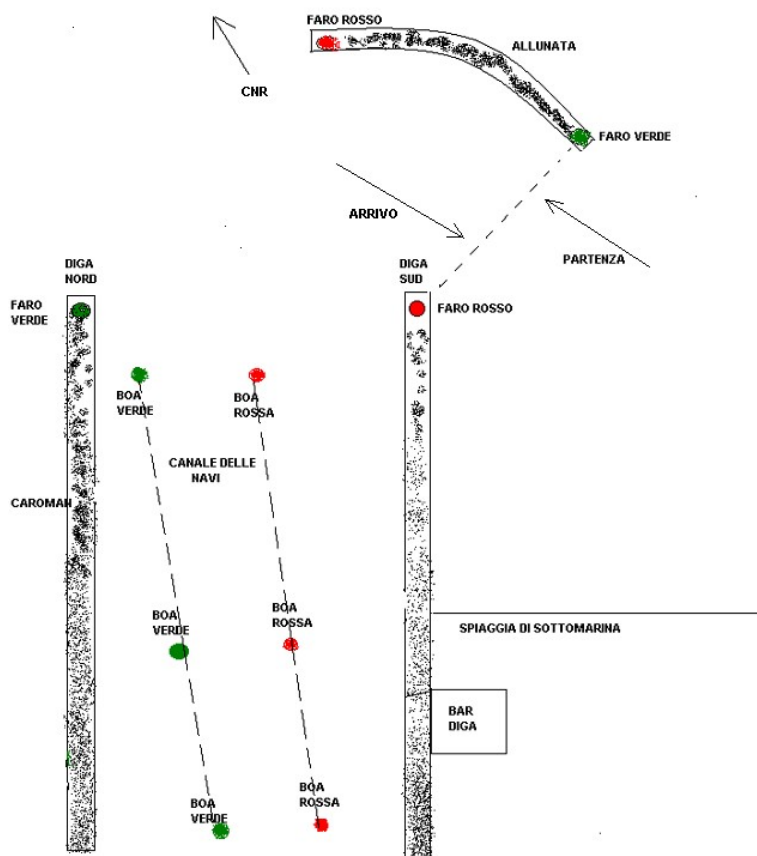 FARO ROSSO
ALLUNATA
CNR
FARO VERDE
ARRIVO
PARTENZA
DIGA
NORD
DIGA
SUD
FARO
VERDE
FARO ROSSO
BOA
VERDE
BOA
ROSSA
CANALE DELLE
NAVI
CAROMAN
BOA
VERDE
BOA
ROSSA
SPIAGGIA DI SOTTOMARINA
BAR
DIGA
BOA
VERDE
BOA
ROSSA